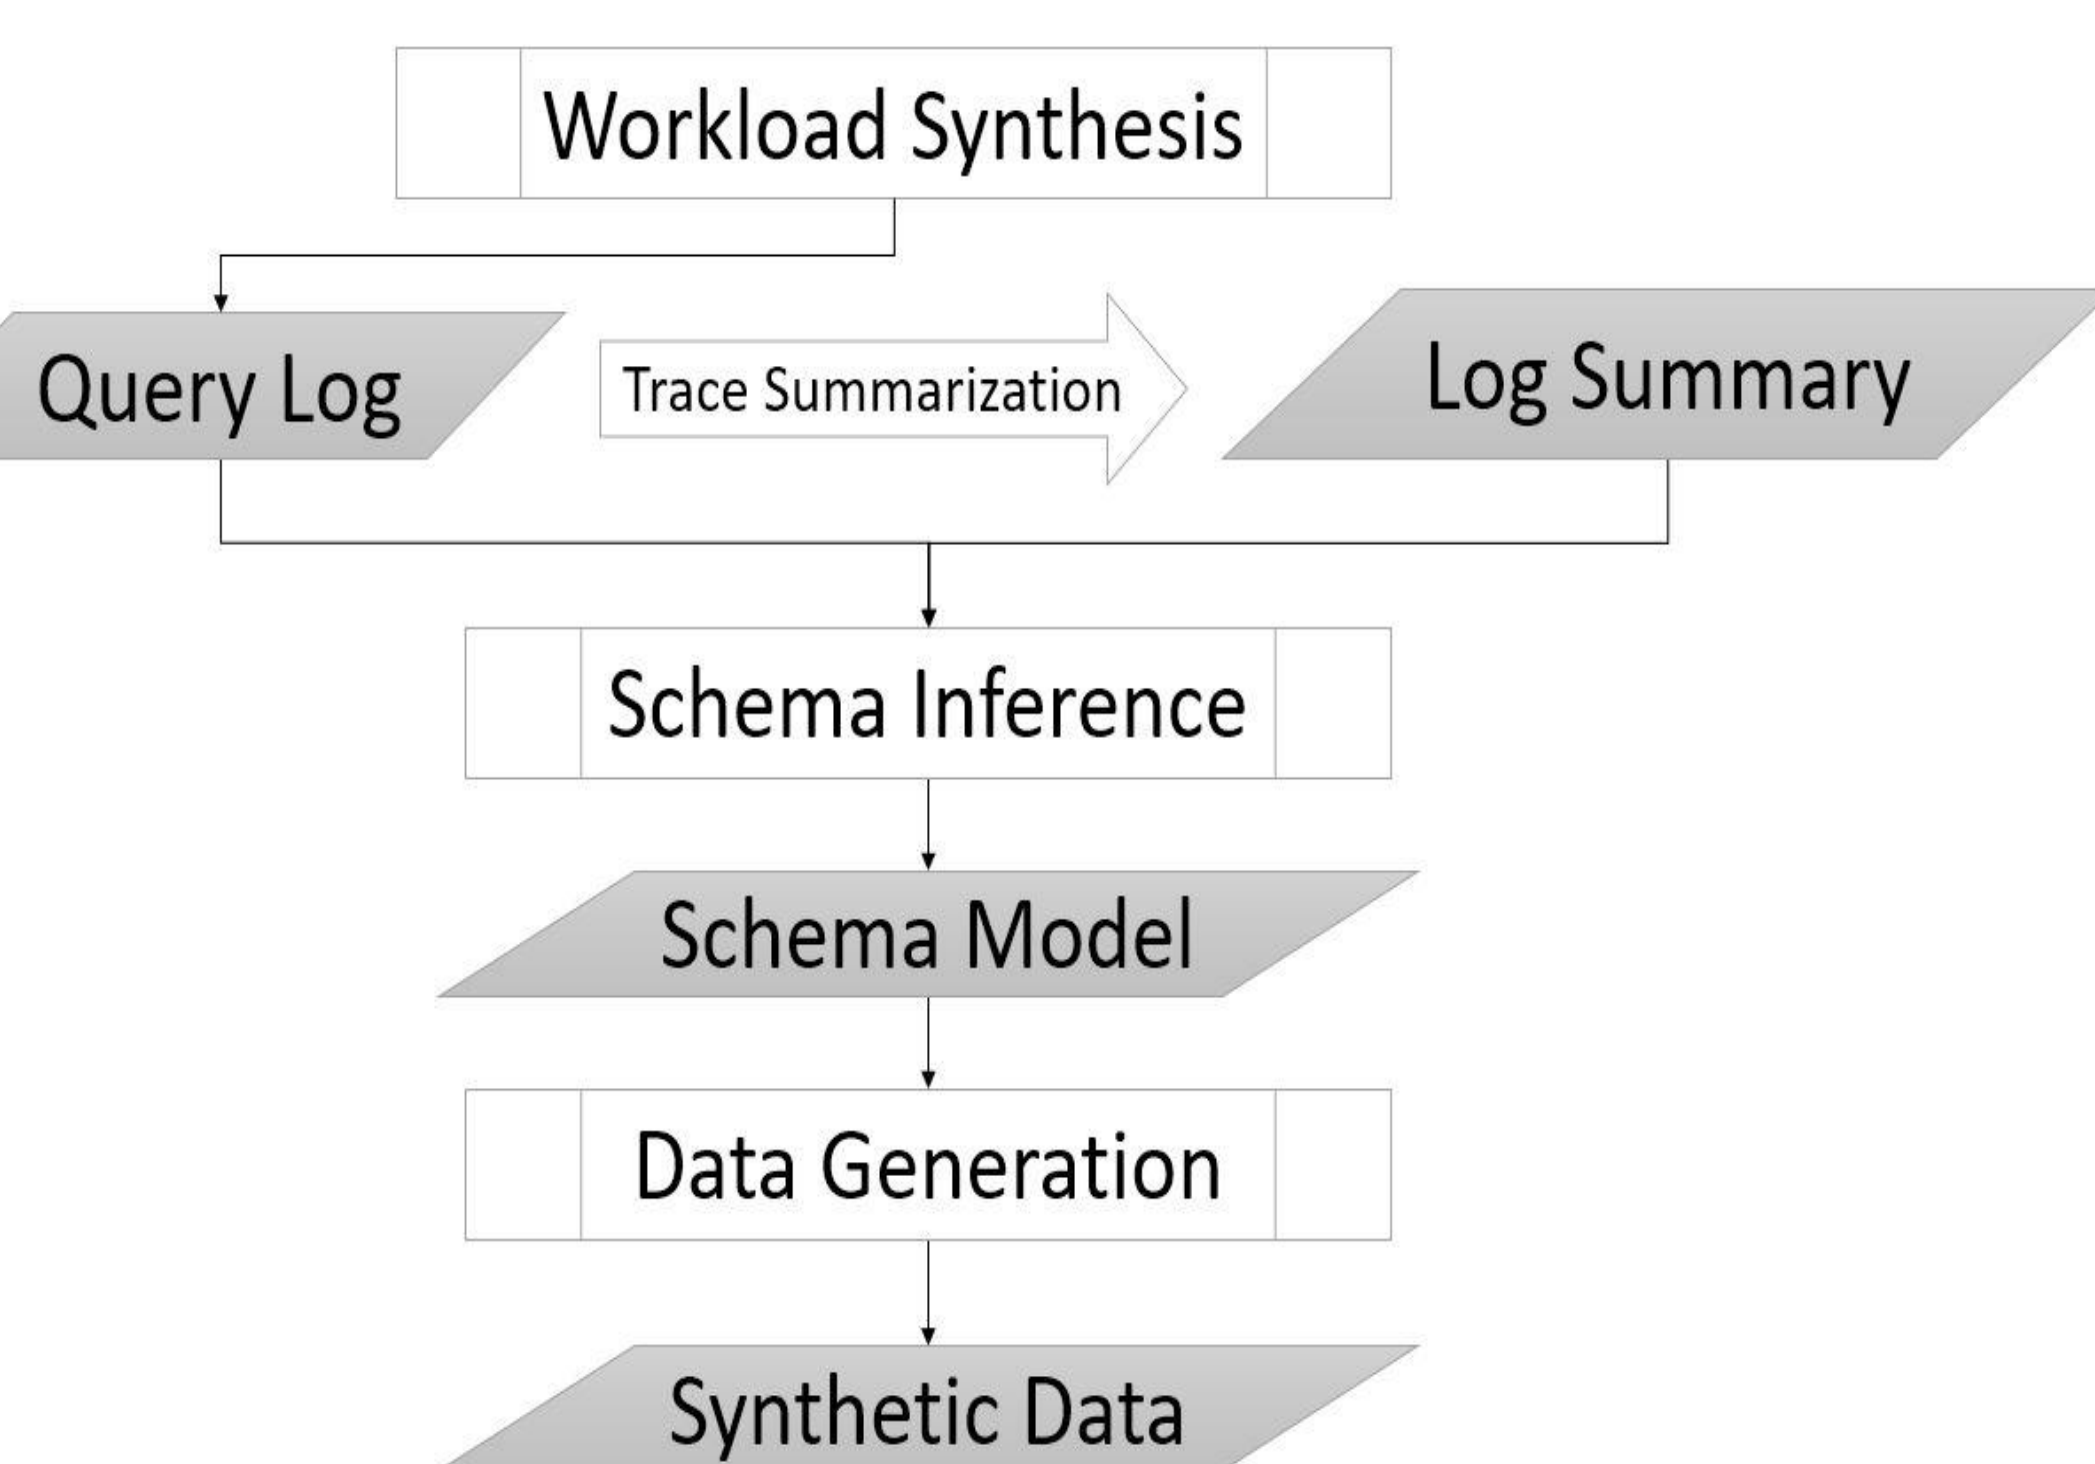 Workload Synthesis
Query Log
Trace Summarization
Log Summary
Schema Inference
Schema Model
Data Generation
Synthetic Data